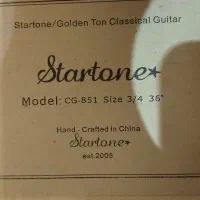 Startone/Golden Ton Classical Guitar
Startone
Model: CG-851 Size 3/4 36"
Hand - Crafted in China
Startone
est.2005